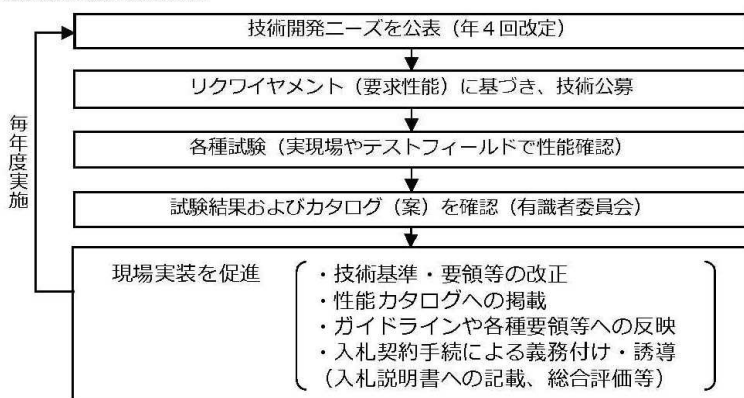 技術開発ニーズを公表（年４回改定）
リクワイヤメント（要求性能）に基づき、技術公募
各種試験（実現場やテストフィールドで性能確認）
試験結果およびカタログ（案）を確認（有識者委員会）
毎年度実施
現場実装を促進
・技術基準・要領等の改正
・性能カタログへの掲載
・ガイドラインや各種要領等への反映
・入札契約手続による義務付け・誘導
（入札説明書への記載、総合評価等）